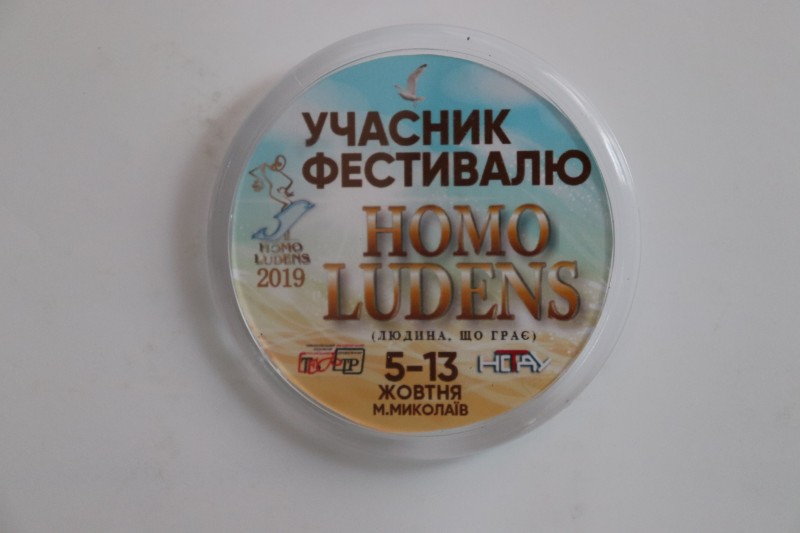 УЧАСНИК
ФЕСТИВАЛЮ
HOMO
LUDENS
2019
HOMO
LUDENS
(ЛЮДИНА, ЩО ГРАЄ)
5-13
ЖОВТНЯ
М.МИКОЛАЇВ